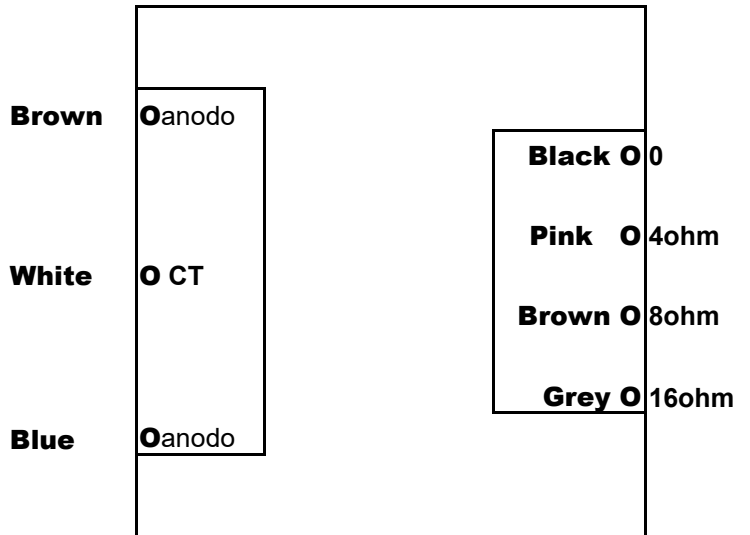 Brown Oanodo
Black O 0
Pink O 4ohm
White O CT
Brown O 8ohm
Grey O 16ohm
Blue Oanodo